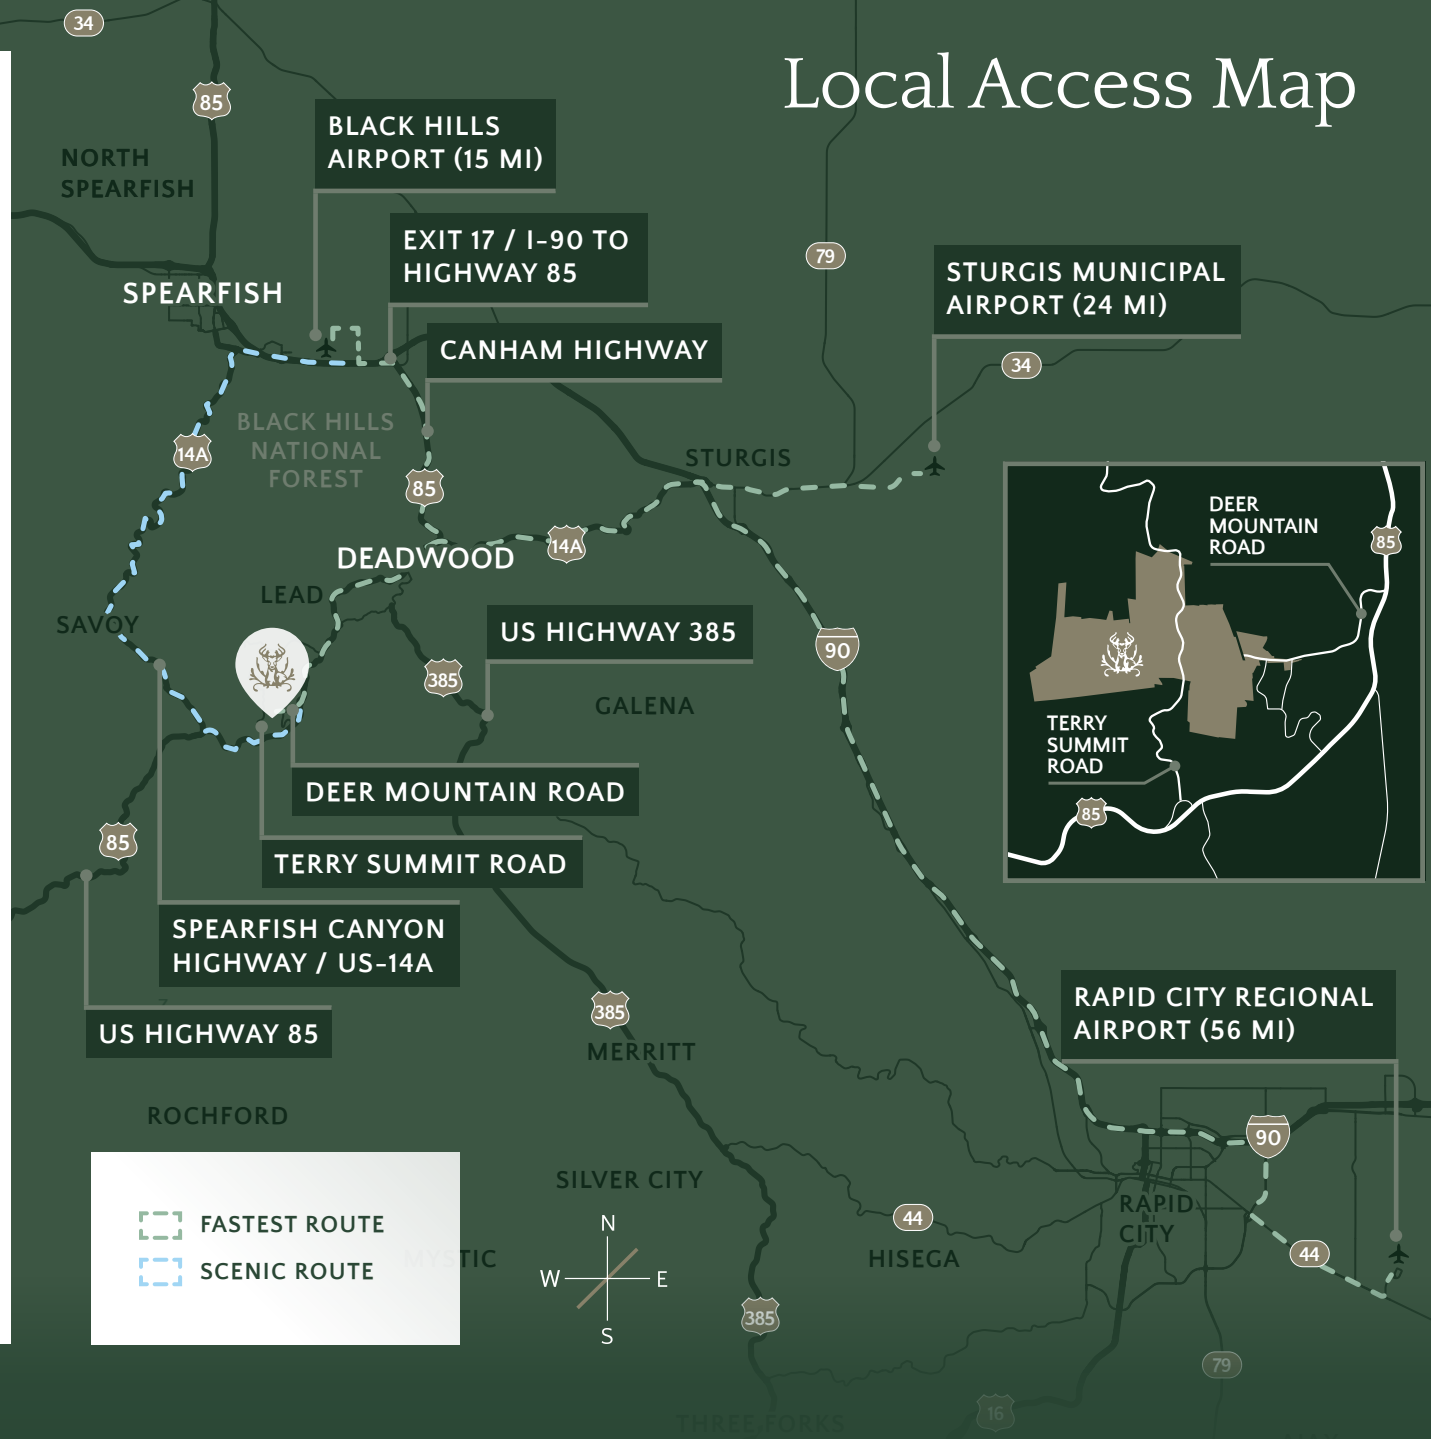 Local Access Map
34
85
NORTH
SPEARFISH
BLACK HILLS
AIRPORT (15 MI)
EXIT 17 / I-90 TO
HIGHWAY 85
79
STURGIS MUNICIPAL
AIRPORT (24 MI)
SPEARFISH
CANHAM HIGHWAY
34
BLACK HILLS
NATIONAL
FOREST
14A
85
STURGIS
14A
DEADWOOD
LEAD
SAVOY
US HIGHWAY 385
90
385
GALENA
DEER
MOUNTAIN
ROAD
85
TERRY
SUMMIT
ROAD
85
DEER MOUNTAIN ROAD
85
TERRY SUMMIT ROAD
SPEARFISH CANYON
HIGHWAY / US-14A
US HIGHWAY 85
385
MERRITT
RAPID CITY REGIONAL
AIRPORT (56 MI)
ROCHFORD
90
SILVER CITY
RAPID
CITY
44
HISEGA
44
FASTEST ROUTE
SCENIC ROUTE
MYSTIC
N
W
E
S
385
79
16
THREE FORKS